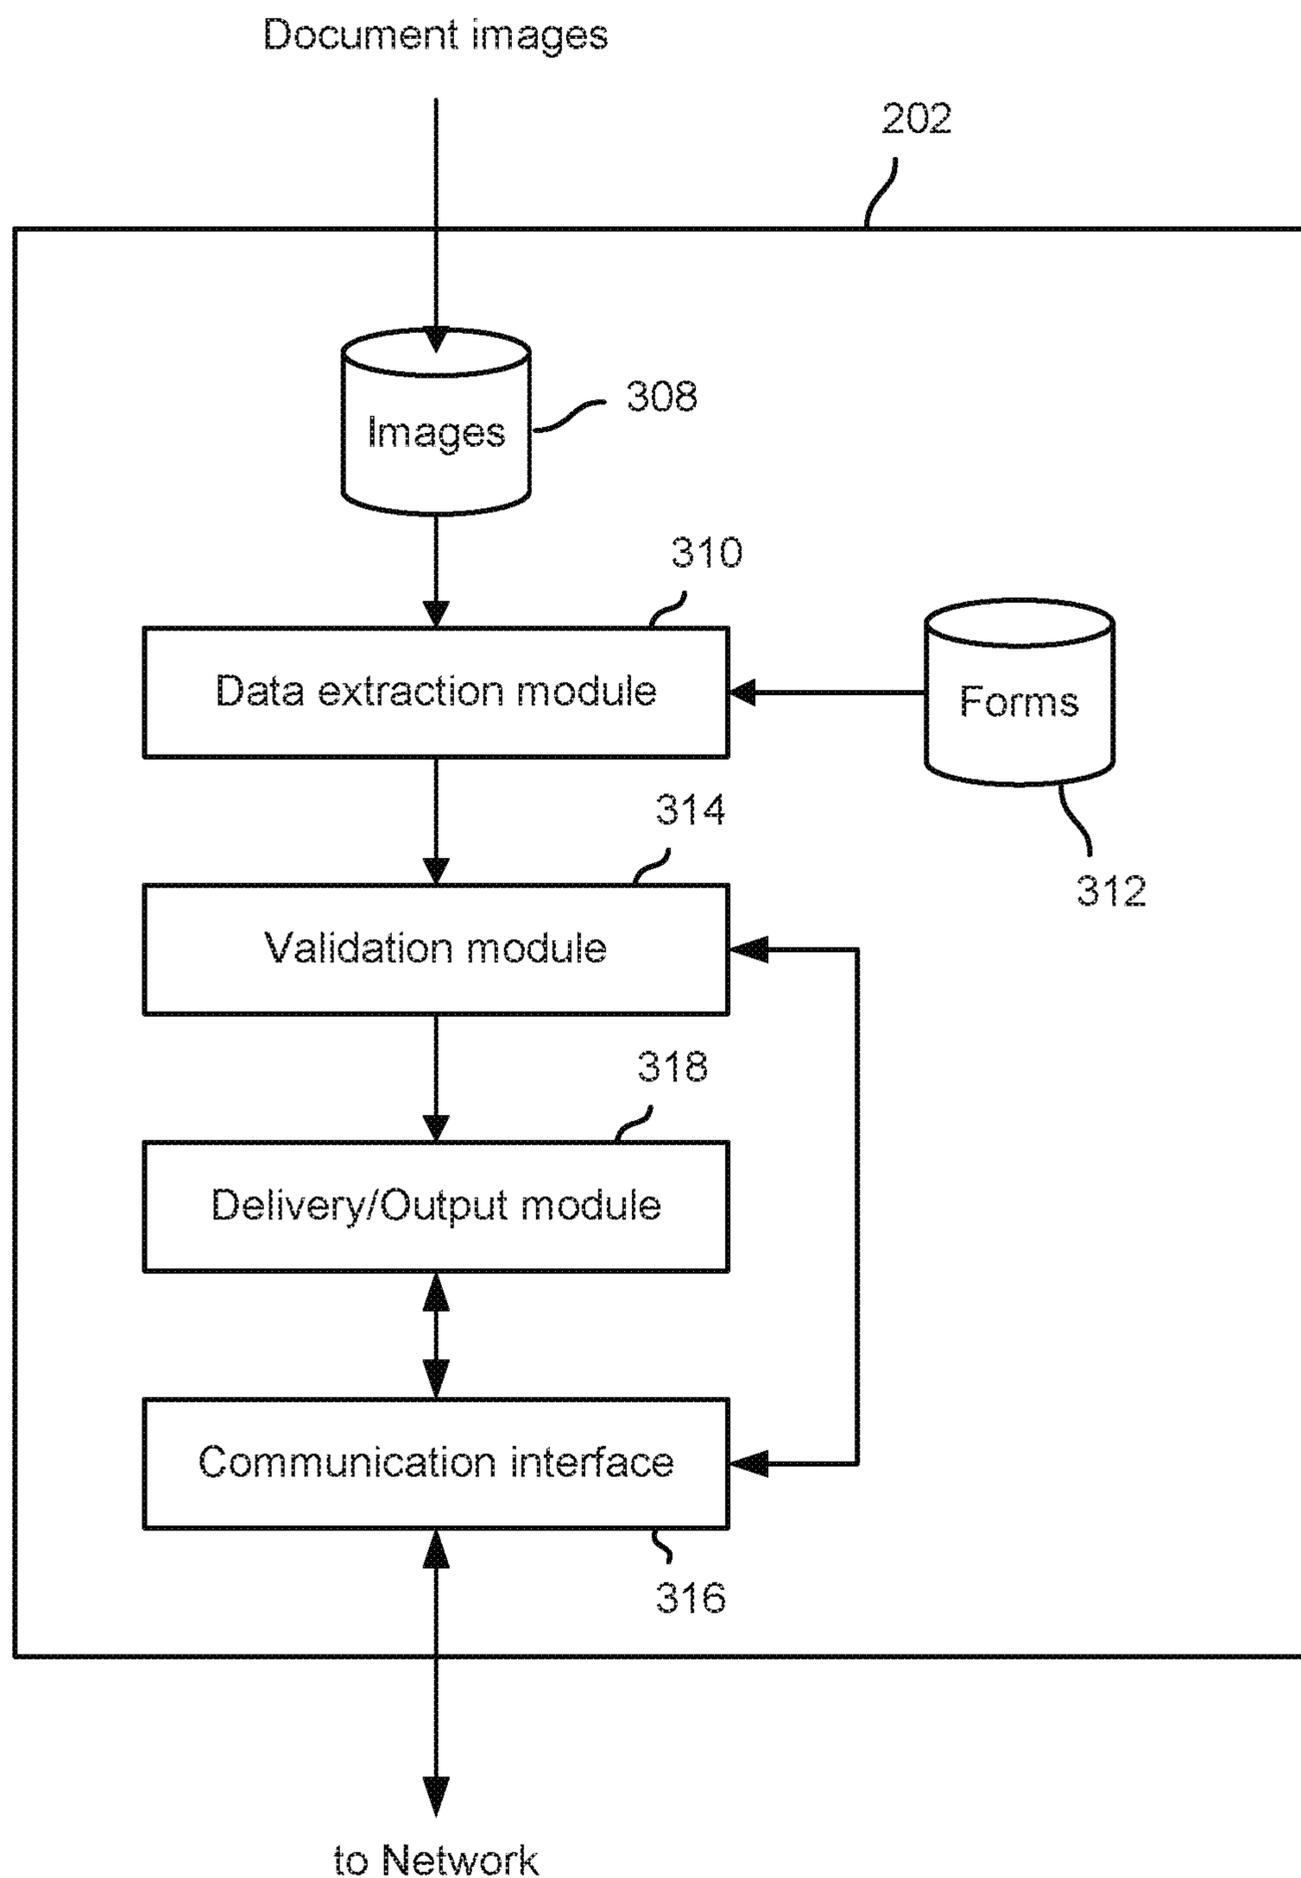 Document images
202
Images
308
310
Data extraction module
Forms
314
312
Validation module
318
Delivery/Output module
Communication interface
316
to Network